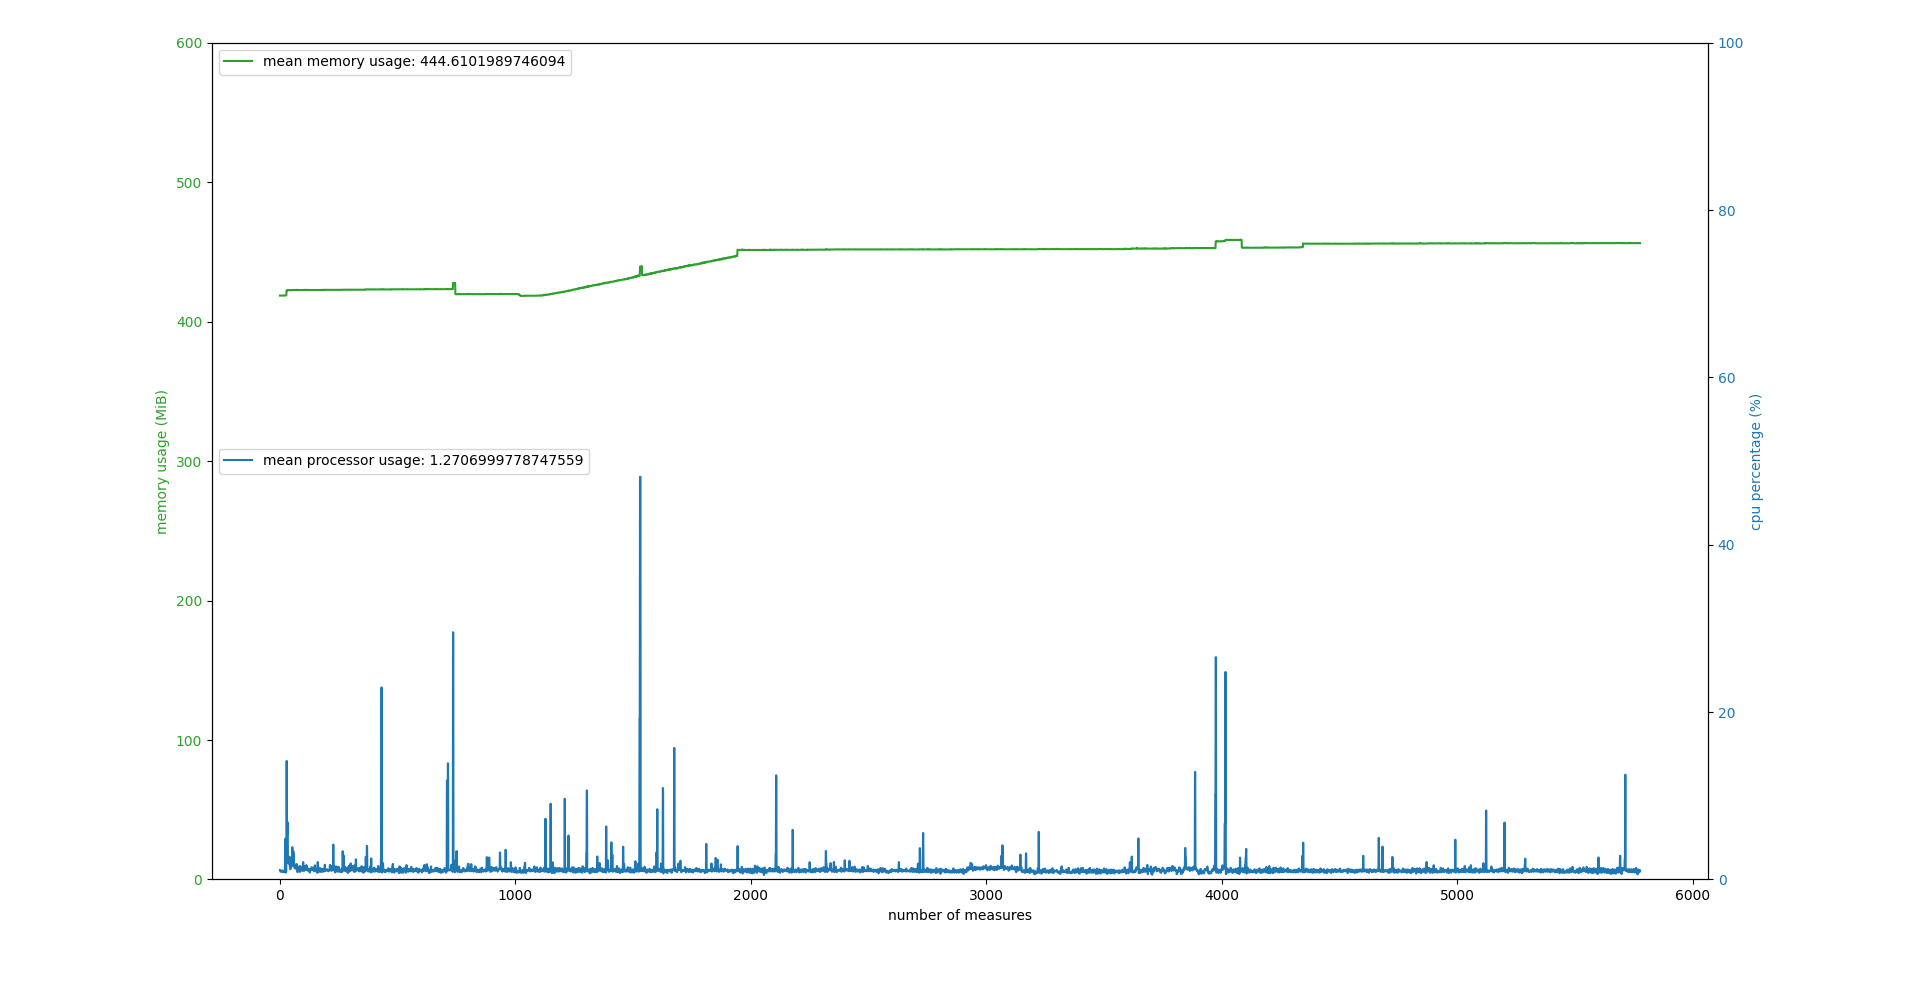 mean memory usage: 444.6101989746094
mean processor usage: 1.2706999778747559
600
500
400
300
200
100
0
memory usage (MiB)
100
80
60
40
20
0
cpu percentage (%)
0 1000 2000 3000 4000 5000 6000
number of measures